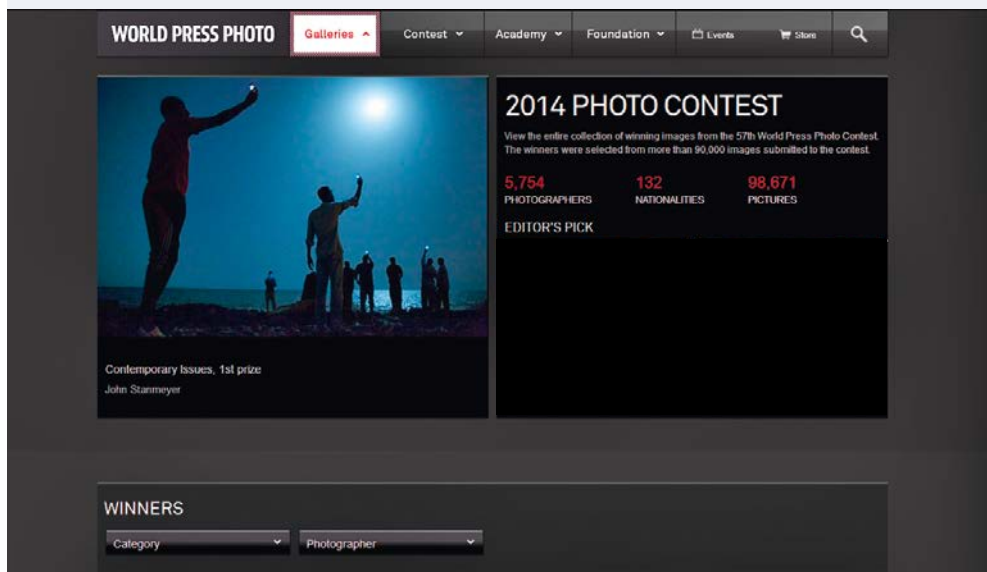 WORLD PRESS PHOTO Galleries Contest Academy Foundation Events Store
2014 PHOTO CONTEST
View the entire collection of winning images from the 57th World Press Photo Contest.
The winners were selected from more than 90,000 images submitted to the contest.
5,754 132 98,671
PHOTOGRAPHERS NATIONALITIES PICTURES
EDITOR'S PICK
Contemporary Issues, 1st prize
John Stanmeyer
WINNERS
Category Photographer